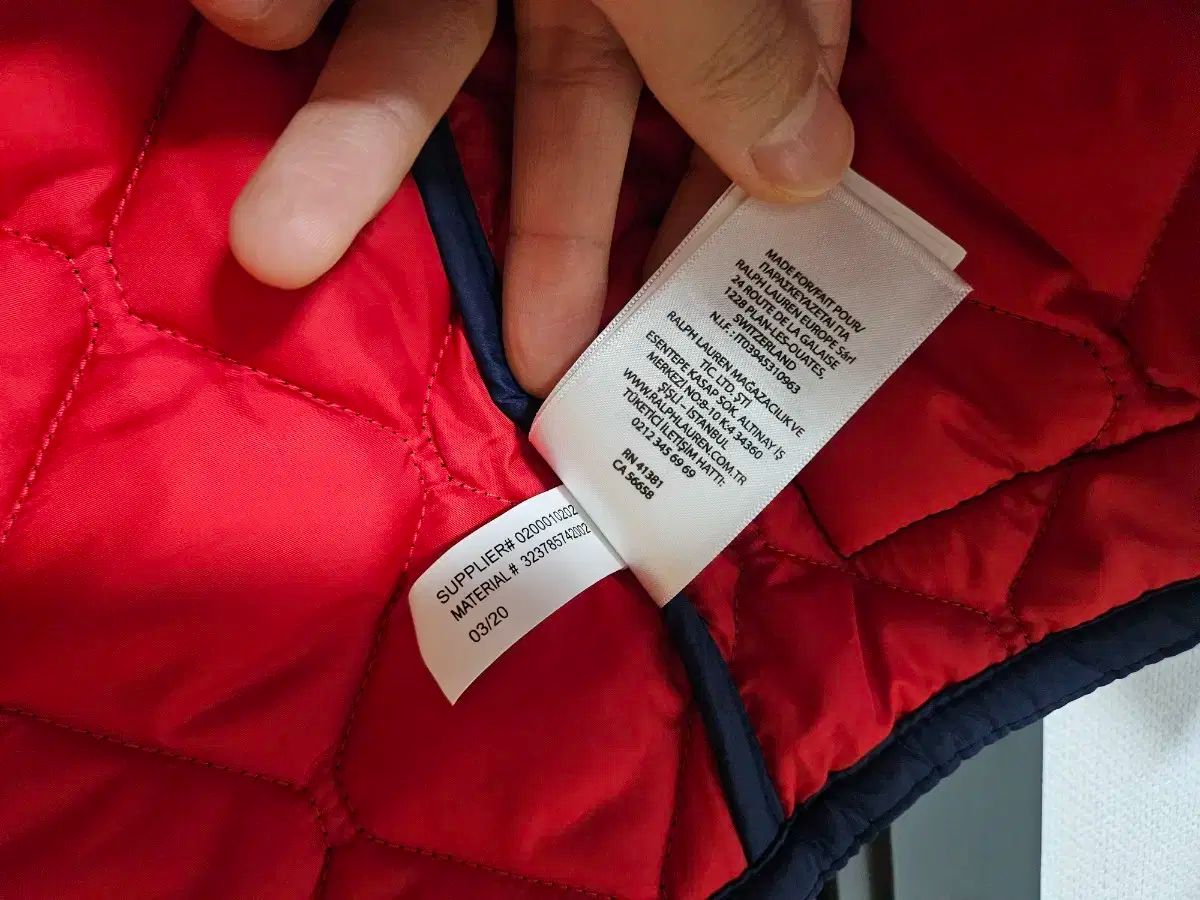 MADE FOR/FAIT POUR/
ΠΑΡΑΣΚΕΥΑΖΕΤΑΙ ΓΙΑ
RALPH LAUREN EUROPE Sàrl
24 ROUTE DE LA GALAISE
1228 PLAN-LES-OUATES,
SWITZERLAND
N.I.F :IT03945310963
RALPH LAUREN MAGAZACILIK VE
TIC. LTD. ŞTİ
ESENTEPE KASAP SOK. ALTINAY İŞ
MERKEZİ NO:8-10 K:4 34360
ŞİŞLİ - İSTANBUL
WWW.RALPHLAUREN.COM.TR
TÜKETİCİ İLETİŞİM HATTI:
0212 345 69 69
RN 41381
CA 56658
SUPPLIER# 0200010202
MATERIAL # 323785742002
03/20